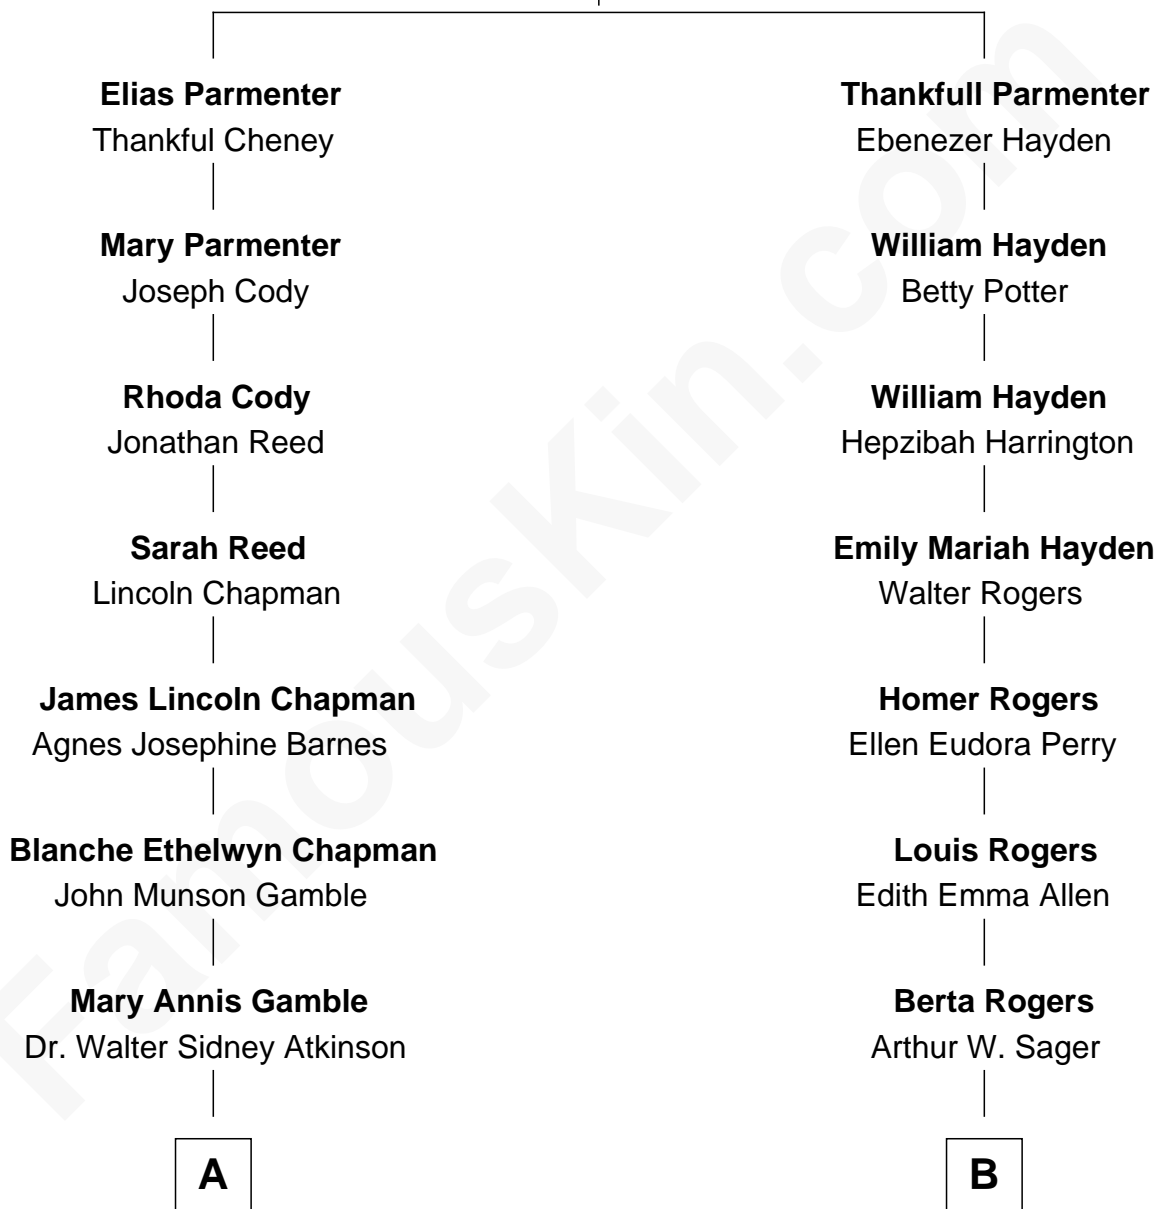 Elias Parmenter
Thankful Cheney
Mary Parmenter
Joseph Cody
Rhoda Cody
Jonathan Reed
Sarah Reed
Lincoln Chapman
James Lincoln Chapman
Agnes Josephine Barnes
Blanche Ethelwyn Chapman
John Munson Gamble
Mary Annis Gamble
Dr. Walter Sidney Atkinson
A
Thankfull Parmenter
Ebenezer Hayden
William Hayden
Betty Potter
William Hayden
Hepzibah Harrington
Emily Mariah Hayden
Walter Rogers
Homer Rogers
Ellen Eudora Perry
Louis Rogers
Edith Emma Allen
Berta Rogers
Arthur W. Sager
B
FamousKin.com